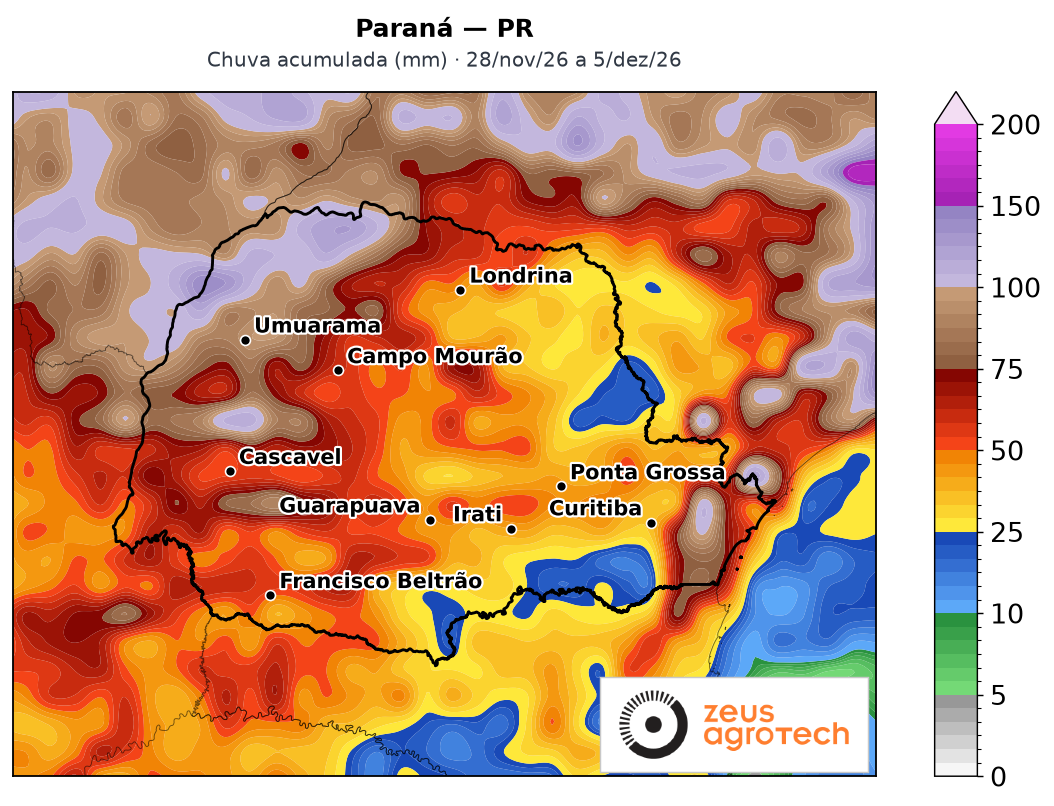 Paraná — PR
Chuva acumulada (mm) · 28/nov/26 a 5/dez/26
Londrina
Umuarama
Campo Mourão
Cascavel
Ponta Grossa
Guarapuava
Irati
Curitiba
Francisco Beltrão
200
150
100
75
50
25
10
5
0
zeus
agrotech